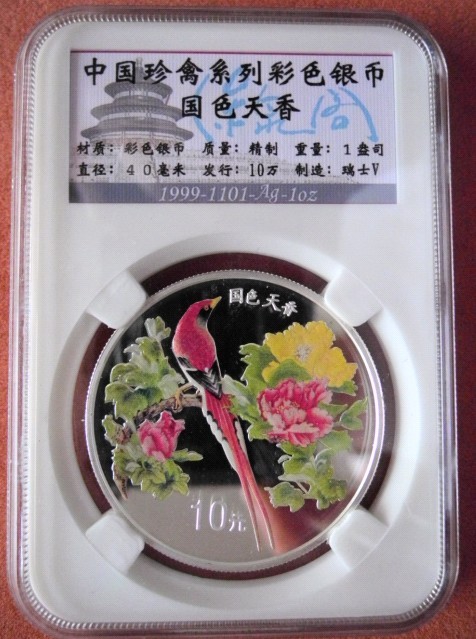 中国珍禽系列彩色银币
国色天香
材质：彩色银币 质量：精制 重量：1盎司
直径：40毫米 发行：10万 制造：瑞士V
1999-1101-Ag-1oz
国色天香
10元